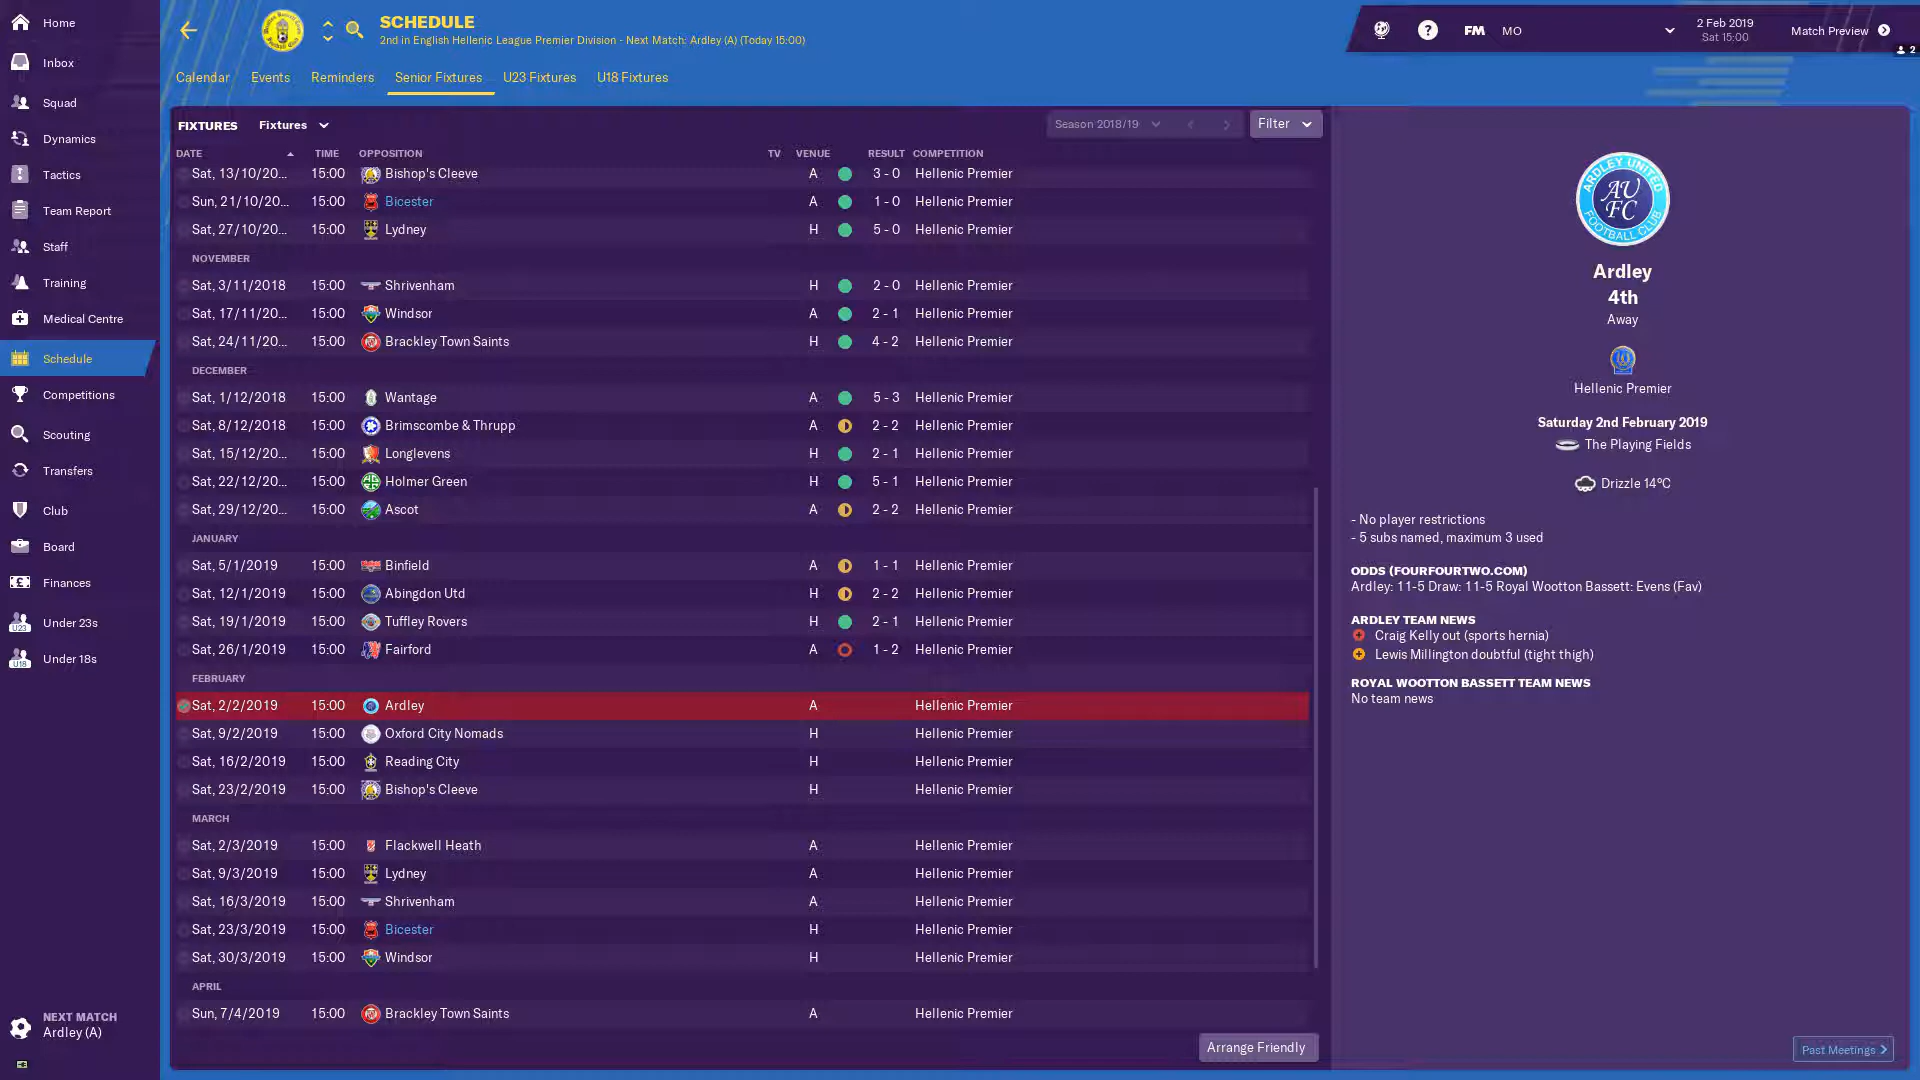 Home
Inbox
Squad
Dynamics
Tactics
Team Report
Staff
Training
Medical Centre
Schedule
Competitions
Scouting
Transfers
Club
Board
Finances
U23
Under 23s
U18
Under 18s
NEXT MATCH
Ardley (A)
SCHEDULE
2nd in English Hellenic League Premier Division - Next Match: Ardley (A) (Today 15:00)
? FM MO
2 Feb 2019
Sat 15:00
Match Preview
2
Calendar Events Reminders Senior Fixtures U23 Fixtures U18 Fixtures
FIXTURES Fixtures Season 2018/19 Filter
DATE TIME OPPOSITION TV VENUE RESULT COMPETITION
Sat, 13/10/20... 15:00 Bishop's Cleeve A 3 - 0 Hellenic Premier
Sun, 21/10/20... 15:00 Bicester A 1 - 0 Hellenic Premier
Sat, 27/10/20... 15:00 Lydney H 5 - 0 Hellenic Premier
NOVEMBER
Sat, 3/11/2018 15:00 Shrivenham H 2 - 0 Hellenic Premier
Sat, 17/11/20... 15:00 Windsor A 2 - 1 Hellenic Premier
Sat, 24/11/20... 15:00 Brackley Town Saints H 4 - 2 Hellenic Premier
DECEMBER
Sat, 1/12/2018 15:00 Wantage A 5 - 3 Hellenic Premier
Sat, 8/12/2018 15:00 Brimscombe & Thrupp A 2 - 2 Hellenic Premier
Sat, 15/12/20... 15:00 Longlevens H 2 - 1 Hellenic Premier
Sat, 22/12/20... 15:00 Holmer Green H 5 - 1 Hellenic Premier
Sat, 29/12/20... 15:00 Ascot A 2 - 2 Hellenic Premier
JANUARY
Sat, 5/1/2019 15:00 Binfield A 1 - 1 Hellenic Premier
Sat, 12/1/2019 15:00 Abingdon Utd H 2 - 2 Hellenic Premier
Sat, 19/1/2019 15:00 Tuffley Rovers H 2 - 1 Hellenic Premier
Sat, 26/1/2019 15:00 Fairford A 1 - 2 Hellenic Premier
FEBRUARY
Sat, 2/2/2019 15:00 Ardley A Hellenic Premier
Sat, 9/2/2019 15:00 Oxford City Nomads H Hellenic Premier
Sat, 16/2/2019 15:00 Reading City H Hellenic Premier
Sat, 23/2/2019 15:00 Bishop's Cleeve H Hellenic Premier
MARCH
Sat, 2/3/2019 15:00 Flackwell Heath A Hellenic Premier
Sat, 9/3/2019 15:00 Lydney A Hellenic Premier
Sat, 16/3/2019 15:00 Shrivenham A Hellenic Premier
Sat, 23/3/2019 15:00 Bicester H Hellenic Premier
Sat, 30/3/2019 15:00 Windsor H Hellenic Premier
APRIL
Sun, 7/4/2019 15:00 Brackley Town Saints A Hellenic Premier
Arrange Friendly
ARDLEY UNITED
AU
FC
FOOTBALL CLUB
Ardley
4th
Away
Hellenic Premier
Saturday 2nd February 2019
The Playing Fields
Drizzle 14°C
- No player restrictions
- 5 subs named, maximum 3 used
ODDS (FOURFOURTWO.COM)
Ardley: 11-5 Draw: 11-5 Royal Wootton Bassett: Evens (Fav)
ARDLEY TEAM NEWS
Craig Kelly out (sports hernia)
Lewis Millington doubtful (tight thigh)
ROYAL WOOTTON BASSETT TEAM NEWS
No team news
Past Meetings